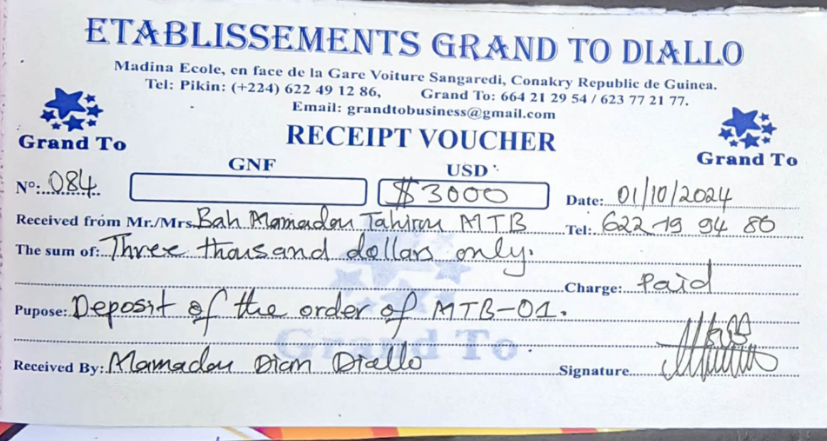 ETABLISSEMENTS GRAND TO DIALLO
Madina Ecole, en face de la Gare Voiture Sangaredi, Conakry Republic de Guinea.
Tel: Pikin: (+224) 622 49 12 86, Grand To: 664 21 29 54 / 623 77 21 77.
Email: grandtobusiness@gmail.com
Grand To
RECEIPT VOUCHER
Grand To
GNF USD
N°: 084 $3000 Date: 01/10/2024
Received from Mr./Mrs. Bah Mamadou Tahirou MTB Tel: 622 19 94 80
The sum of: Three thousand dollars only.
Charge: Paid
Pupose: Deposit of the order of MTB-01.
Grand To
Received By: Mamadou Dian Diallo Signature